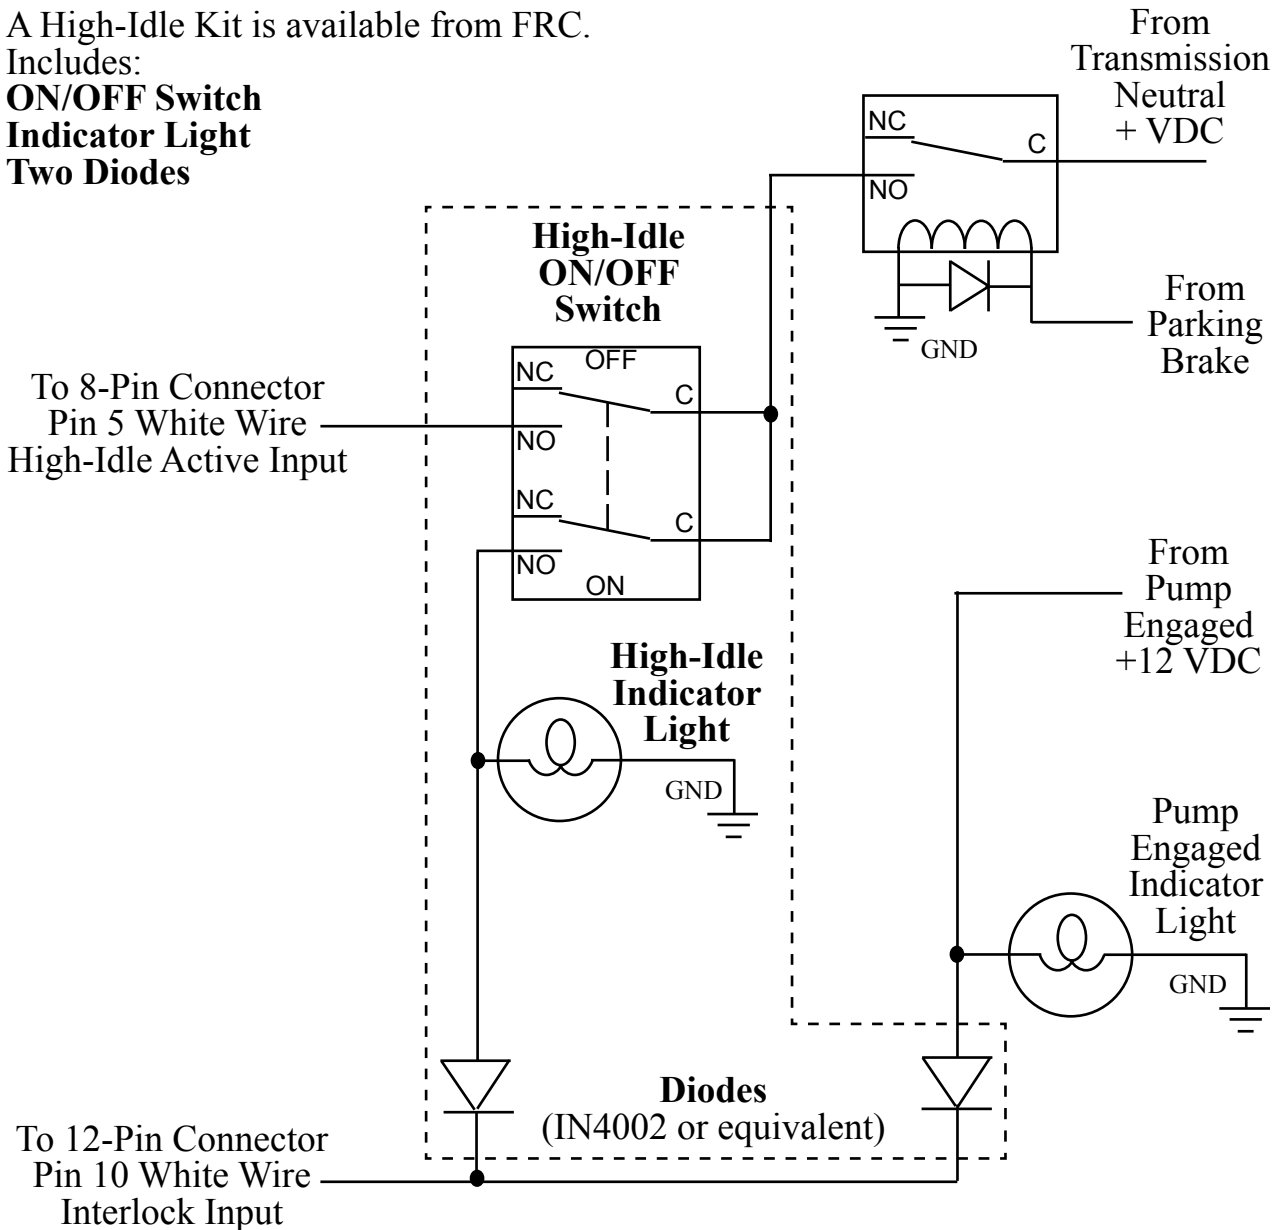 A High-Idle Kit is available from FRC.
Includes:
ON/OFF Switch
Indicator Light
Two Diodes
From
Transmission
Neutral
+ VDC
NC
C
NO
GND
From
Parking
Brake
High-Idle
ON/OFF
Switch
OFF
NC
C
NO
NC
C
NO
ON
To 8-Pin Connector
Pin 5 White Wire
High-Idle Active Input
From
Pump
Engaged
+12 VDC
High-Idle
Indicator
Light
GND
Pump
Engaged
Indicator
Light
GND
Diodes
(IN4002 or equivalent)
To 12-Pin Connector
Pin 10 White Wire
Interlock Input